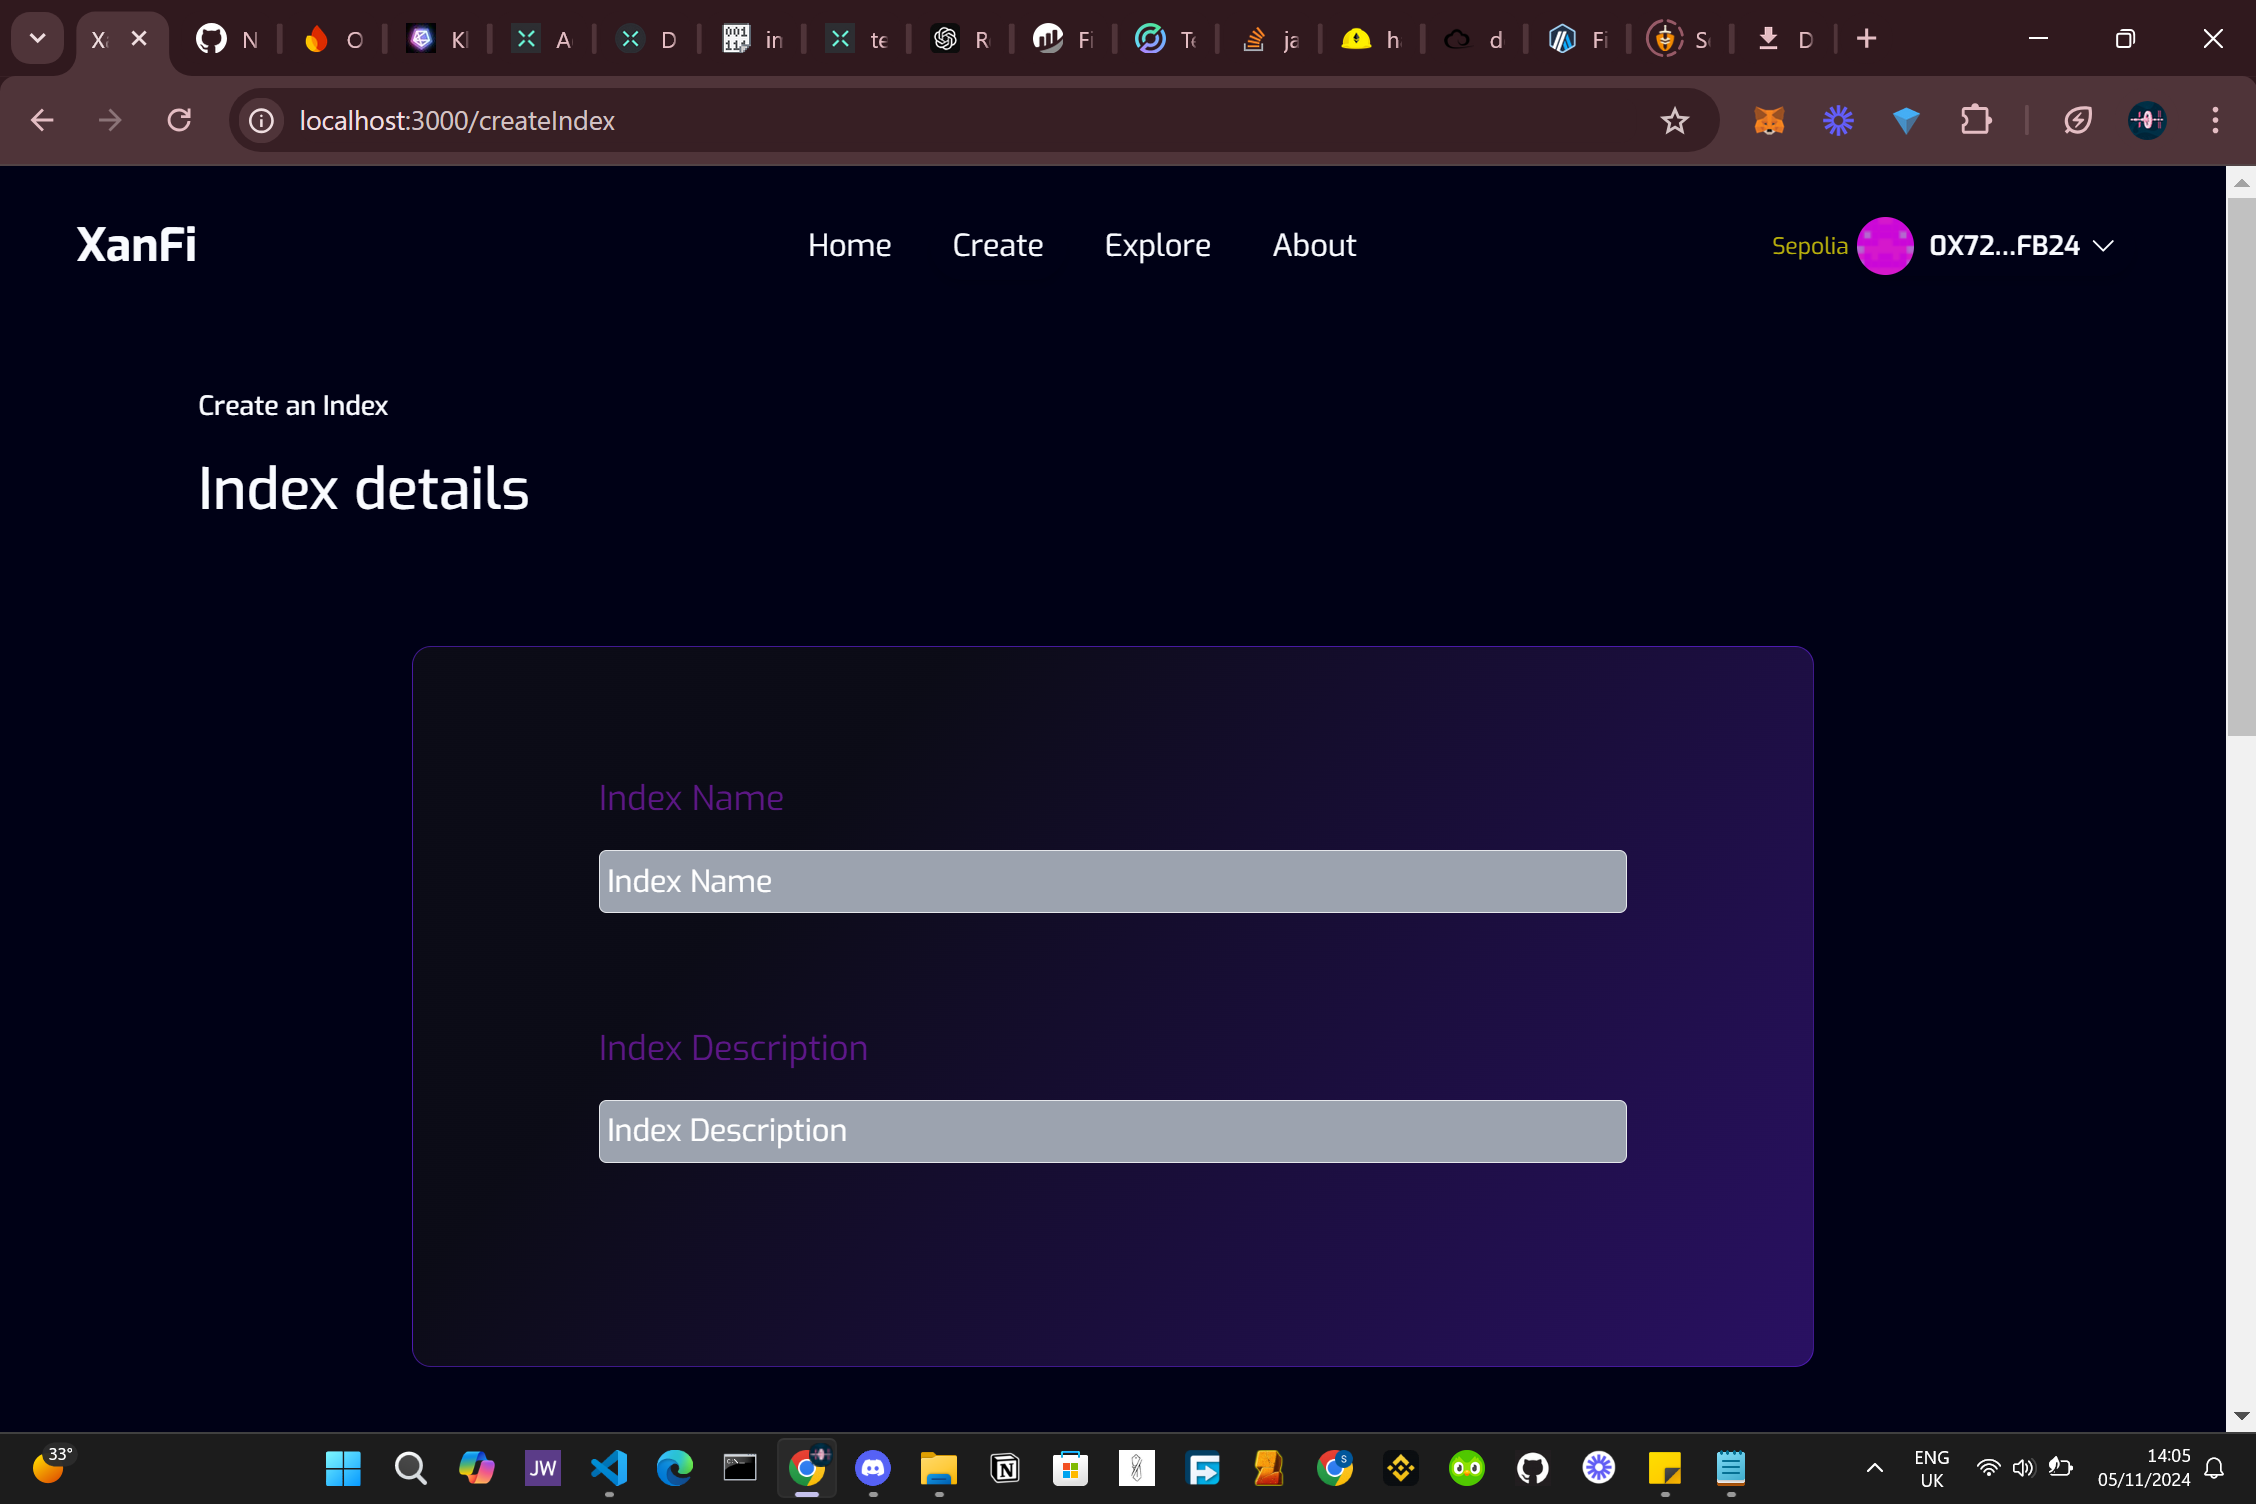 X
N
O
Kl
A
D
in
te
R
Fi
Te
ja
h
d
Fi
S
D
localhost:3000/createIndex
XanFi
Home
Create
Explore
About
Sepolia
0X72...FB24
Create an Index
Index details
Index Name
Index Name
Index Description
Index Description
33°
JW
ENG
UK
14:05
05/11/2024